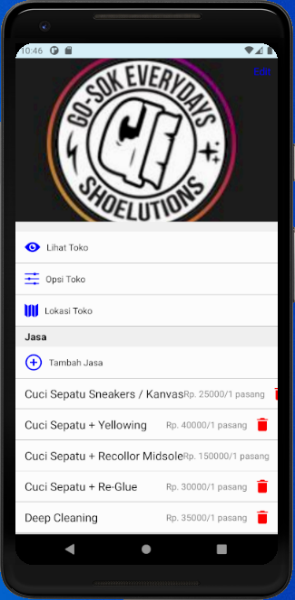 10:46
Edit
GO-SOK EVERYDAYS
SHOELUTIONS
Lihat Toko
Opsi Toko
Lokasi Toko
Jasa
Tambah Jasa
Cuci Sepatu Sneakers / Kanvas Rp. 25000/1 pasang
Cuci Sepatu + Yellowing Rp. 40000/1 pasang
Cuci Sepatu + Recollor Midsole Rp. 150000/1 pasang
Cuci Sepatu + Re-Glue Rp. 30000/1 pasang
Deep Cleaning Rp. 35000/1 pasang